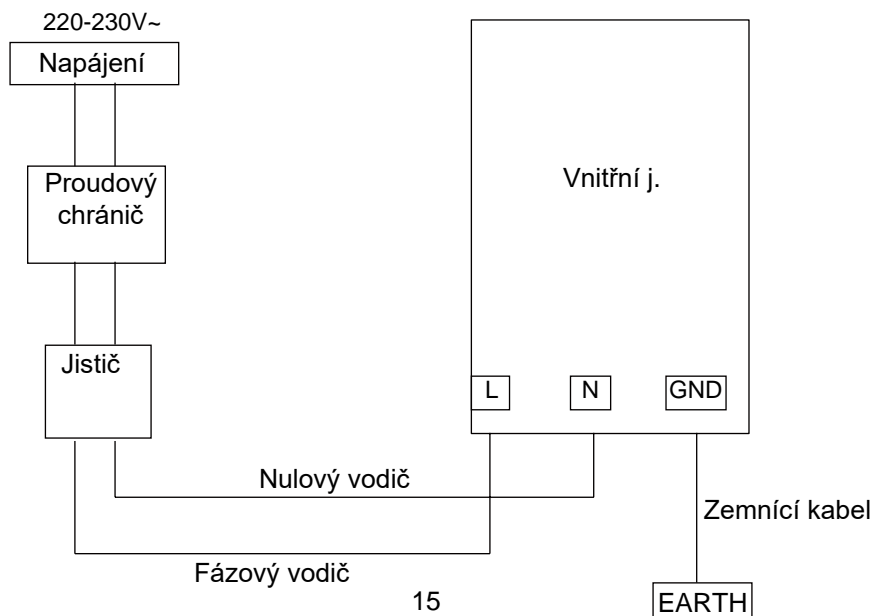 220-230V~
Napájení
Proudový
chránič
Jistič
Vnitřní j.
L
N
GND
Nulový vodič
Zemnící kabel
Fázový vodič
15
EARTH